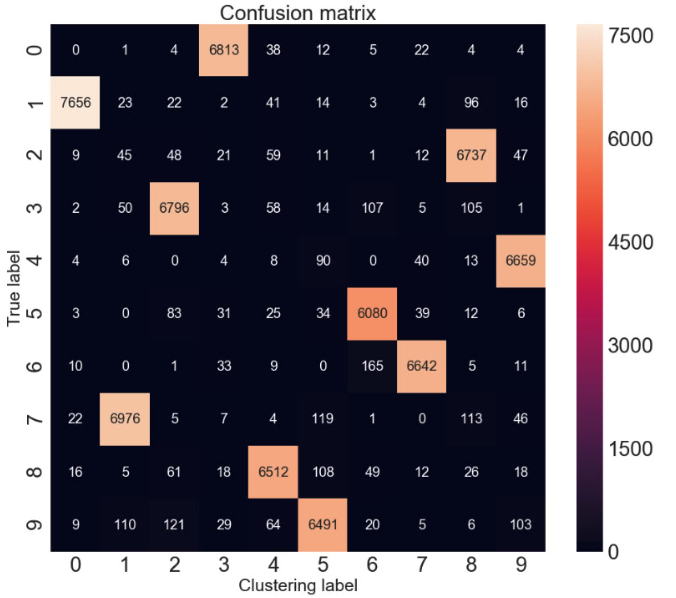 Confusion matrix
0 0 1 4 6813 38 12 5 22 4 4
1 7656 23 22 2 41 14 3 4 96 16
2 9 45 48 21 59 11 1 12 6737 47
3 2 50 6796 3 58 14 107 5 105 1
4 4 6 0 4 8 90 0 40 13 6659
5 3 0 83 31 25 34 6080 39 12 6
6 10 0 1 33 9 0 165 6642 5 11
7 22 6976 5 7 4 119 1 0 113 46
8 16 5 61 18 6512 108 49 12 26 18
9 9 110 121 29 64 6491 20 5 6 103
0 1 2 3 4 5 6 7 8 9
Clustering label
True label
7500
6000
4500
3000
1500
0